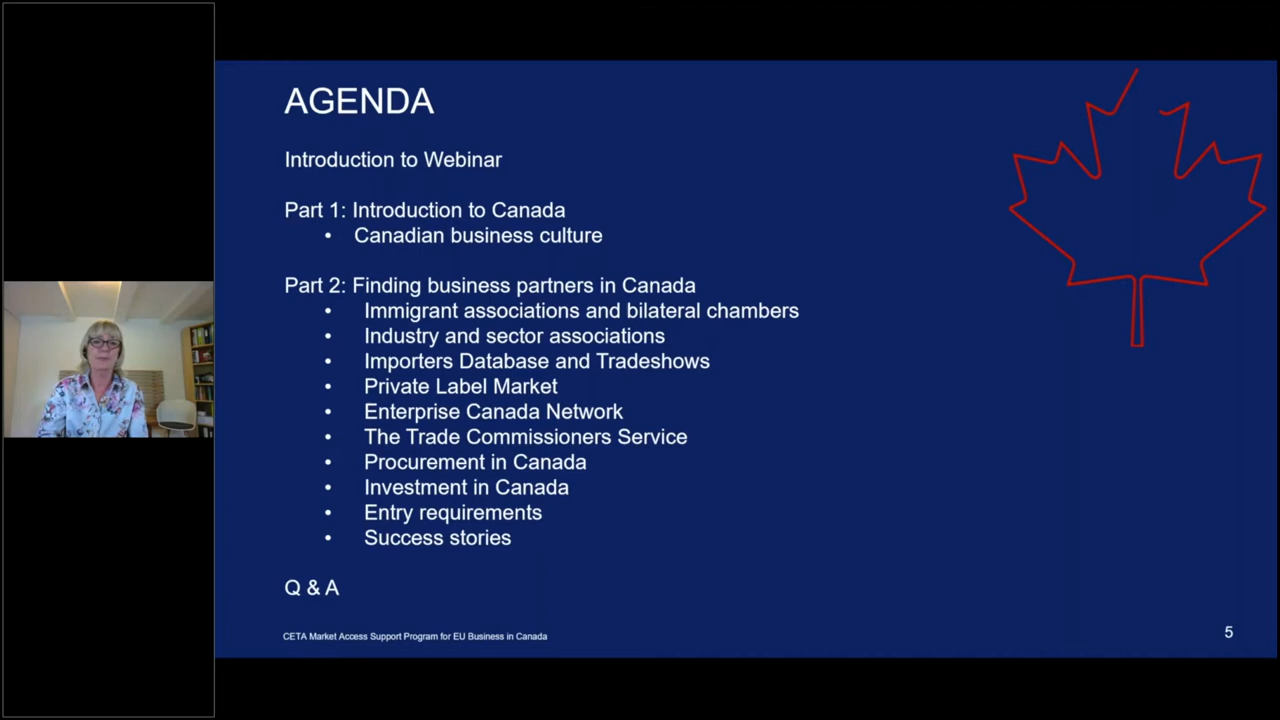 AGENDA
Introduction to Webinar
Part 1: Introduction to Canada
• Canadian business culture
Part 2: Finding business partners in Canada
• Immigrant associations and bilateral chambers
• Industry and sector associations
• Importers Database and Tradeshows
• Private Label Market
• Enterprise Canada Network
• The Trade Commissioners Service
• Procurement in Canada
• Investment in Canada
• Entry requirements
• Success stories
Q & A
CETA Market Access Support Program for EU Business in Canada
5